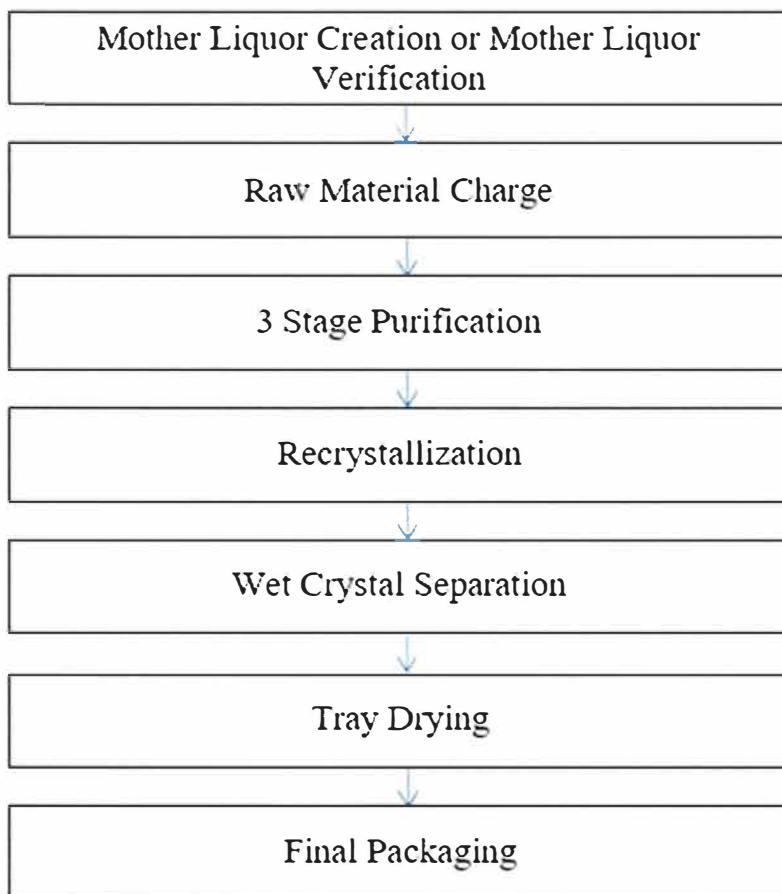 Mother Liquor Creation or Mother Liquor
Verification
Raw Material Charge
3 Stage Purification
Recrystallization
Wet Crystal Separation
Tray Drying
Final Packaging